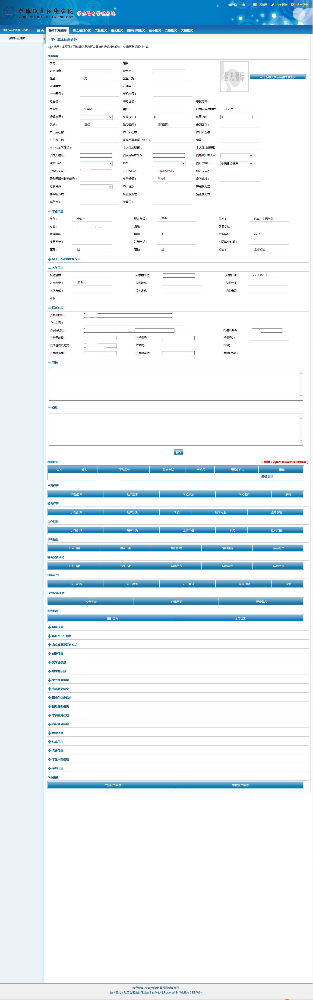 無錫職業技術學院 学生综合管理系统
WUXI INSTITUTE OF TECHNOLOGY
欢迎您：李海 短消息 控制面板 退出登录
2017年5月10日 星期三 首 页 基本信息服务 综合信息查询 奖助服务 宿舍服务 讲座问卷服务 就业服务 志愿服务 离校服务
基本信息维护
学生基本信息维护
提示：本页面的可编辑信息您可以直接进行编辑和保存，信息更新后即刻生效。
基本信息
学号： 姓名：
暂无图标
对比查看入学前后和毕业照片
姓名拼音： 曾用名：
性别： 男 出生日期：
证件类型： 证件号：
一卡通号： 手机卡号：
考生号： 准考证号： 宗教信仰：
生源地： 安徽省 籍贯： 启用入学后照片： 未启用
婚姻状况： 身高(cm)： 0 体重(kg)： 0
民族： 汉族 政治面貌： 共青团员 来源国别：
户口所在省： 户口所在市： 户口所在县：
户口所在地： 家庭所属街道（镇）： 警署：
本人住址所在省： 本人住址所在市： 本人住址所在县：
[*]本人住址： [*]家庭特殊情况： [*]是否知青子女：
健康状况： 血型： [*]开户银行： 中国建设银行
[*]银行卡号： 开户银行2： 中国农业银行 银行卡号2：
录取通知书邮递编号： 身份标识： 在校生 高考成绩：
港澳台侨： 户口性质： 裸眼视力左：
裸眼视力右： 矫正视力左： 矫正视力右：
辨色力： 学籍号：
学籍信息
类别： 专科生 现在年级： 2014 院系： 汽车与交通学院
专业： 班级： 就读学位：
就读学历： 学制： 3 毕业年份： 2017
注册学年： 注册学期： 实际毕业时间：
在籍： 是 在校： 是 校区： 太湖校区
学工工作老师联系方式
入学信息
报考省市： 入学前单位： 入学日期： 2014-09-13
入学年级： 2014 入学院系： 入学专业：
入学方式： 培养方式： 学生来源：
考区：
联系方式
[*]通讯地址：
个人主页：
[*]家庭地址： [*]通讯邮编：
[*]电子邮箱： [*]手机号： 手机号2：
[*]其他联系方式： MSN号： QQ号：
[*]家庭邮编： [*]家庭电话： 家庭Email：
特长
备注
保存
家庭成员 新增（请填写多位家庭成员的信息）
关系 姓名 工作单位 联系电话 手机号 是否监护人 操作
编辑 删除
学习经历
开始日期 结束日期 学校地址 学校名称 职务
教育经历
开始日期 结束日期 学校 所学专业 主修课程
工作经历
开始日期 结束日期 工作单位 职务 任职类别
培训经历
开始日期 结束日期 培训机构 培训课程 所获证书
社会实践活动
开始日期 结束日期 实践单位 实践项目 实践成果
技能证书
证书名称 证书类型 证书编号 获得日期 成绩
校外获奖证书
获奖名称 获得日期 评定单位
附件信息
附件名称 上传日期
宿舍信息
历任班主任信息
家庭成员及联系方式
成绩信息
奖学金信息
助学金信息
荣誉称号信息
竞赛获奖信息
困难生认定信息
困难补助信息
学费减免信息
违纪处分信息
保险信息
档案信息
党建信息
学生干部信息
军训信息
毕业信息
毕业证书编号 学位证书编号
版权所有 2010 金智教育保留所有版权
技术支持：江苏金智教育信息技术有限公司,Powered By WisEdu CES(W5)